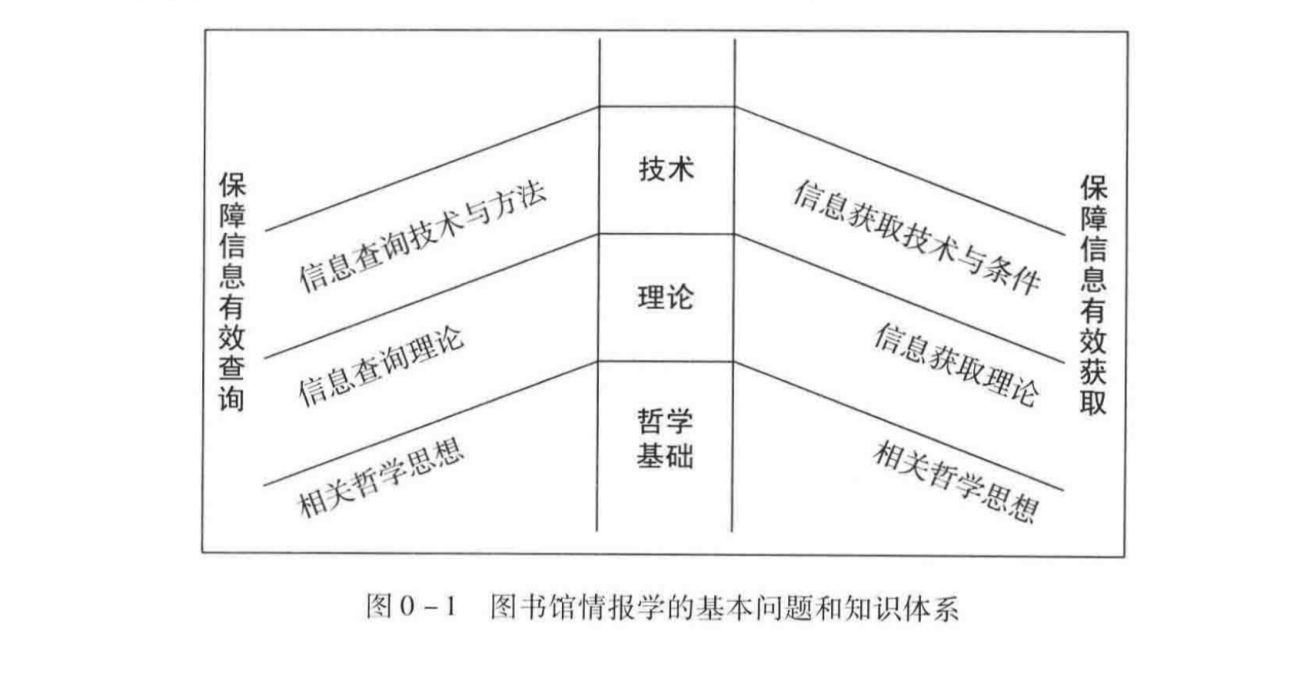 保障信息有效查询
信息查询技术与方法
信息查询理论
相关哲学思想
技术
理论
哲学
基础
信息获取技术与条件
信息获取理论
相关哲学思想
保障信息有效获取
图0-1 图书馆情报学的基本问题和知识体系